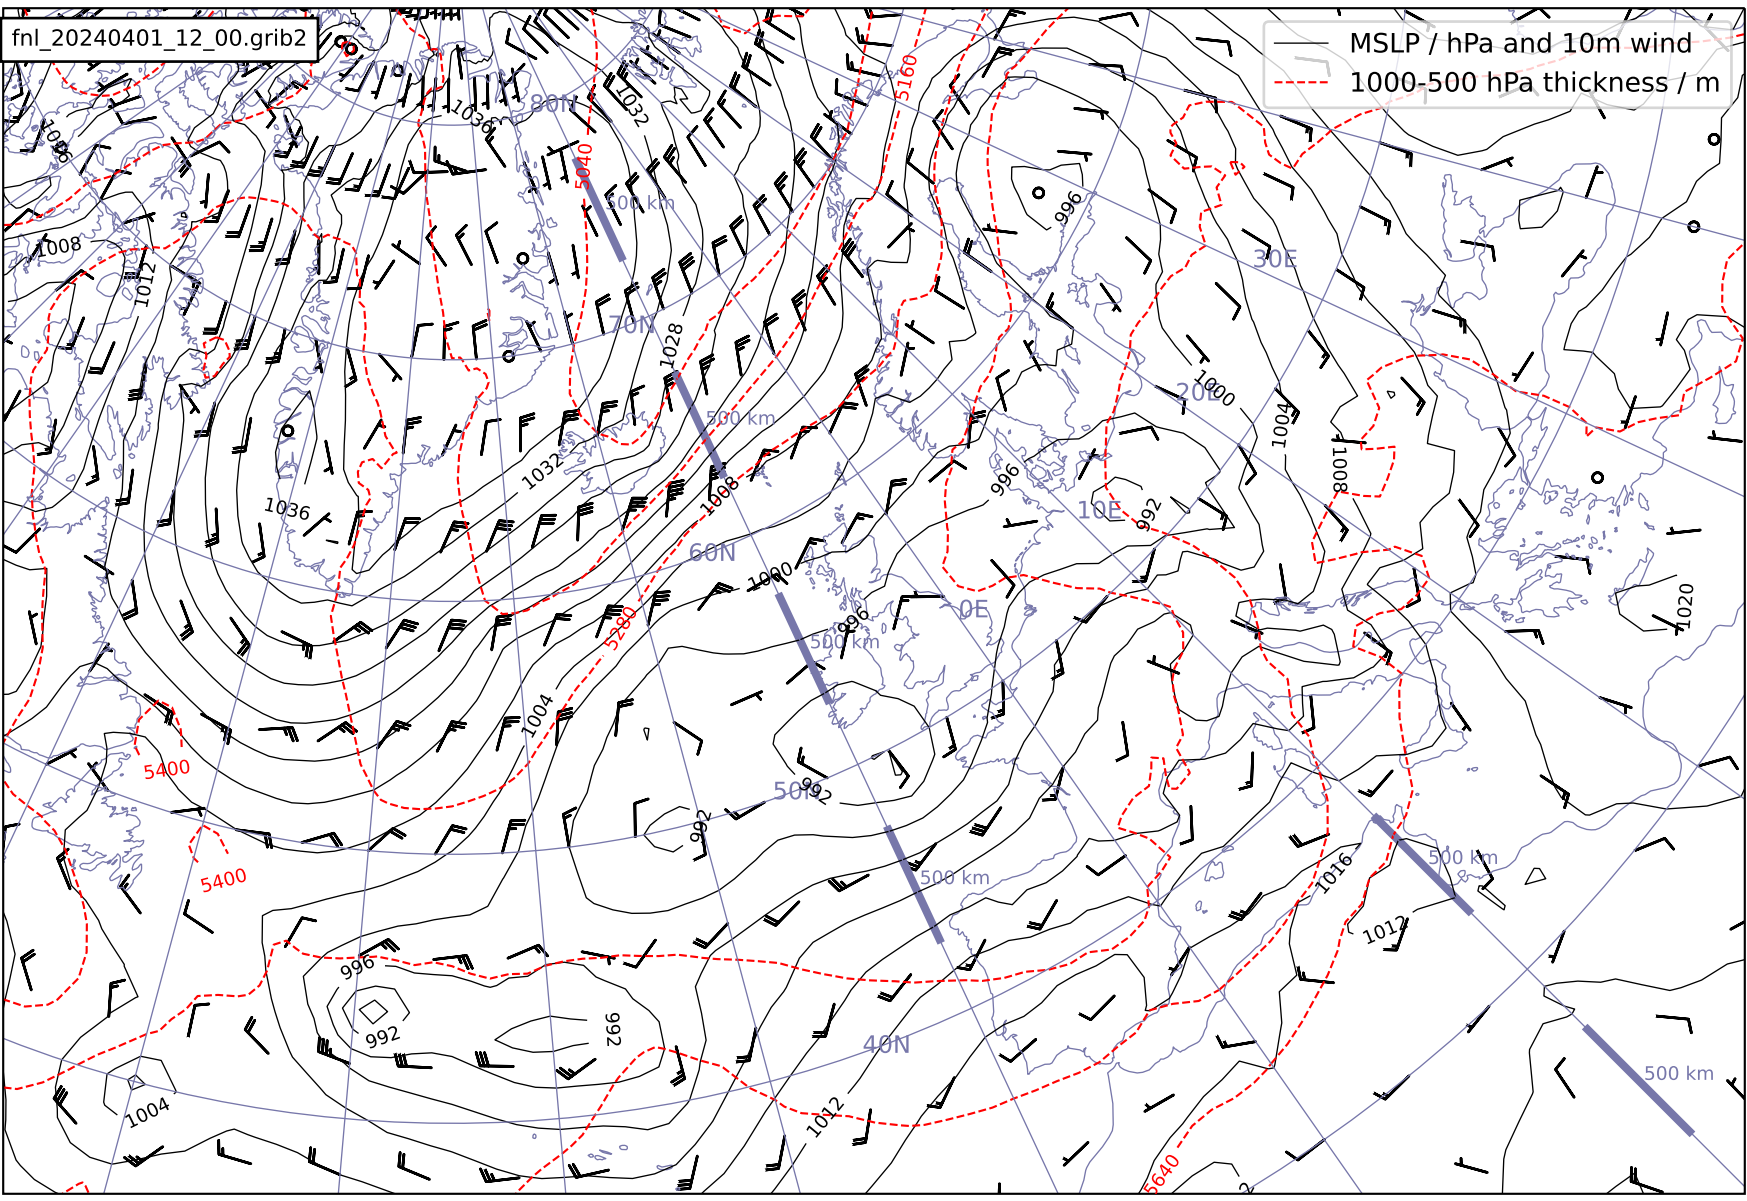 fnl_20240401_12_00.grib2
MSLP / hPa and 10m wind
1000-500 hPa thickness / m
5160
80N
1036
1032
5040
500 km
996
1008
1012
30E
70N
1028
500 km
20E
1000
1004
1008
1032
1036
1008
996
10E
992
60N
1000
0E
996
500 km
5280
1020
1004
5400
50N
992
992
5400
500 km
500 km
1016
1012
996
992
992
40N
500 km
1004
1012
5640